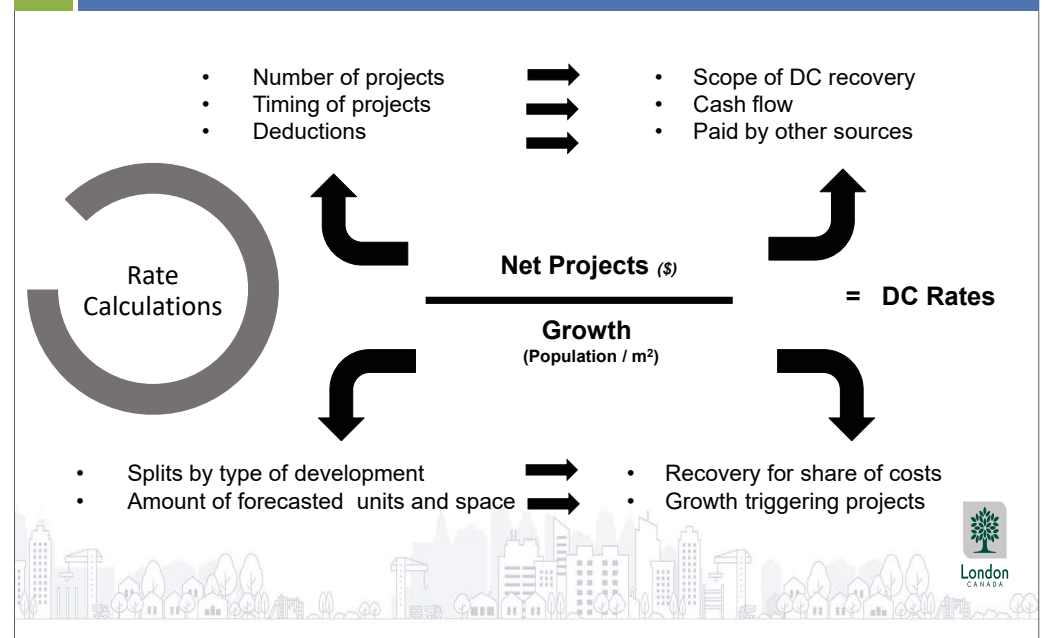 • Number of projects
• Timing of projects
• Deductions
• Scope of DC recovery
• Cash flow
• Paid by other sources
Rate
Calculations
Net Projects ($)
Growth
(Population / m²)
= DC Rates
• Splits by type of development
• Amount of forecasted units and space
• Recovery for share of costs
• Growth triggering projects
London
CANADA